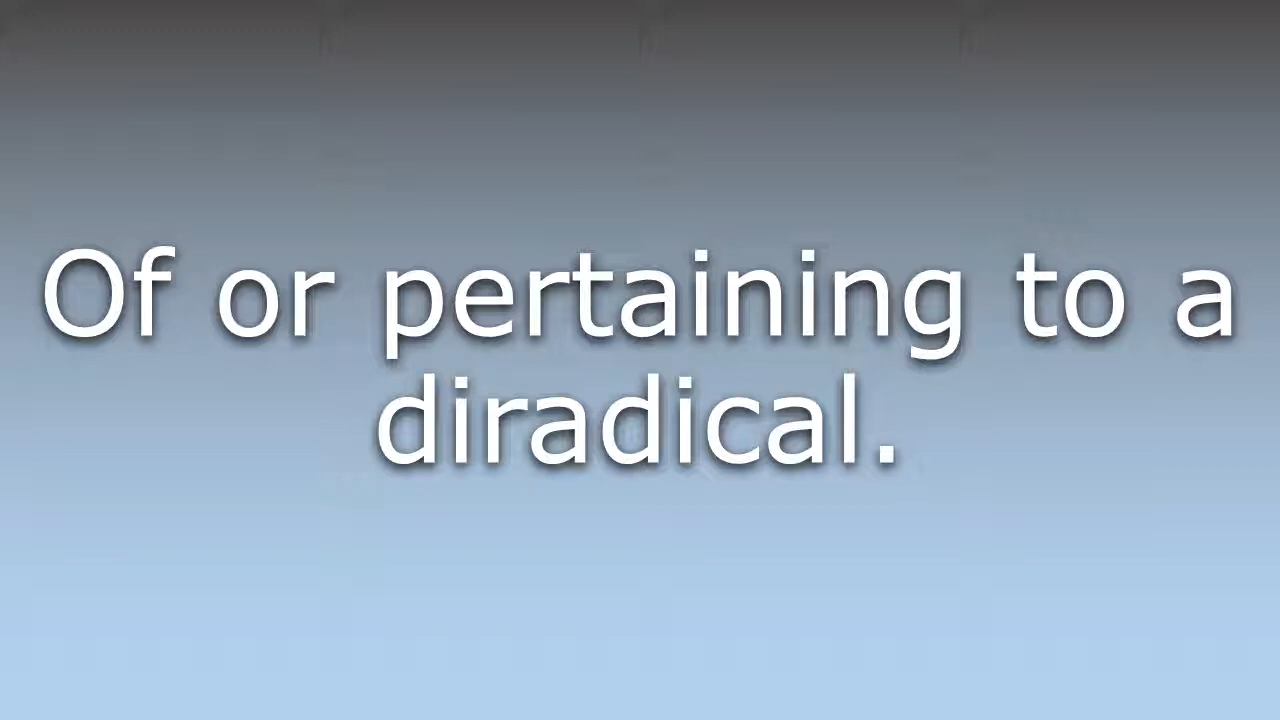 Of or pertaining to a
diradical.